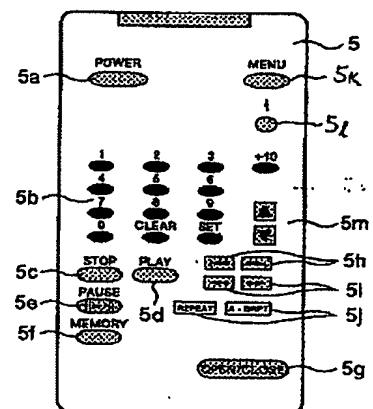 5
POWER MENU
5a 5k
5l
1 2 3 +10
4 5 6
5b 7 8 9 5m
0 CLEAR SET
STOP PLAY 5h
5c
PAUSE 5i
5e 5d
MEMORY REPEAT 5j
5f
OPEN/CLOSE 5g